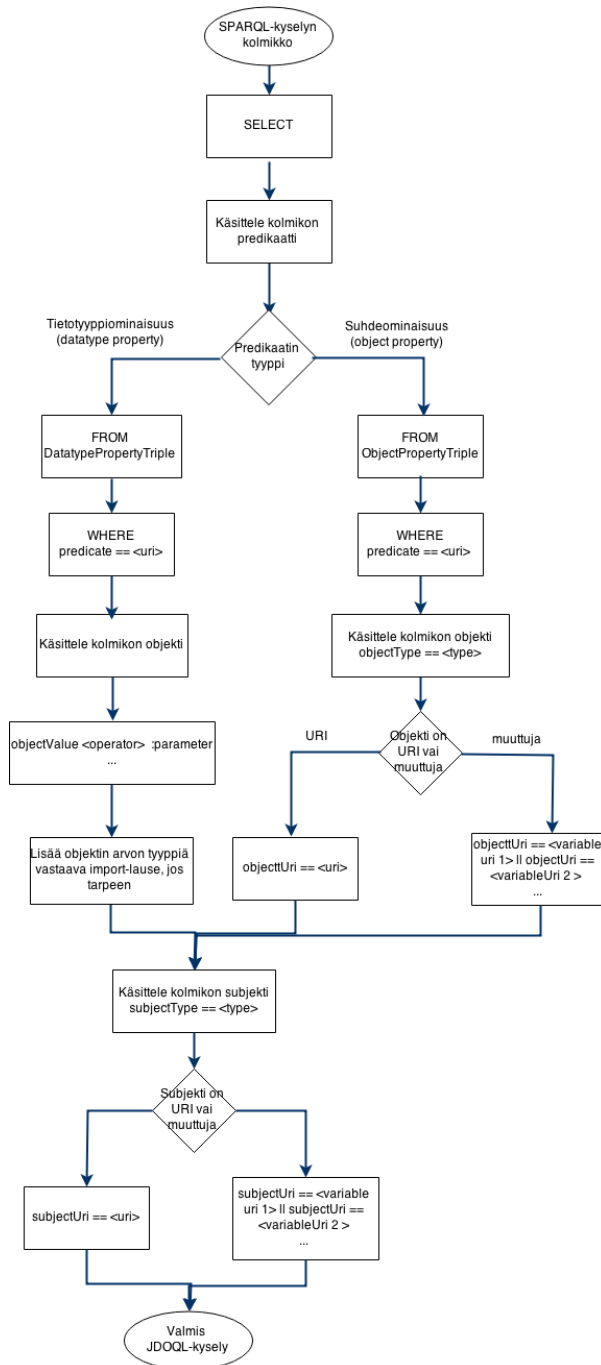 SPARQL-kyselyn
kolmikko
SELECT
Käsittele kolmikon
predikaatti
Tietotyyppiominaisuus
(datatype property)
Predikaatin
tyyppi
Suhdeominaisuus
(object property)
FROM
DatatypePropertyTriple
FROM
ObjectPropertyTriple
WHERE
predicate == <uri>
WHERE
predicate == <uri>
Käsittele kolmikon objekti
Käsittele kolmikon objekti
objectType == <type>
objectValue <operator> :parameter
...
URI
Objekti on
URI vai
muuttuja
muuttuja
Lisää objektin arvon tyyppiä
vastaava import-lause, jos
tarpeen
objecttUri == <uri>
objecttUri == <variable
uri 1> || objectUri ==
<variableUri 2 >
...
Käsittele kolmikon subjekti
subjectType == <type>
Subjekti on
URI vai
muuttuja
subjectUri == <uri>
subjectUri == <variable
uri 1> || subjectUri ==
<variableUri 2 >
...
Valmis
JDOQL-kysely